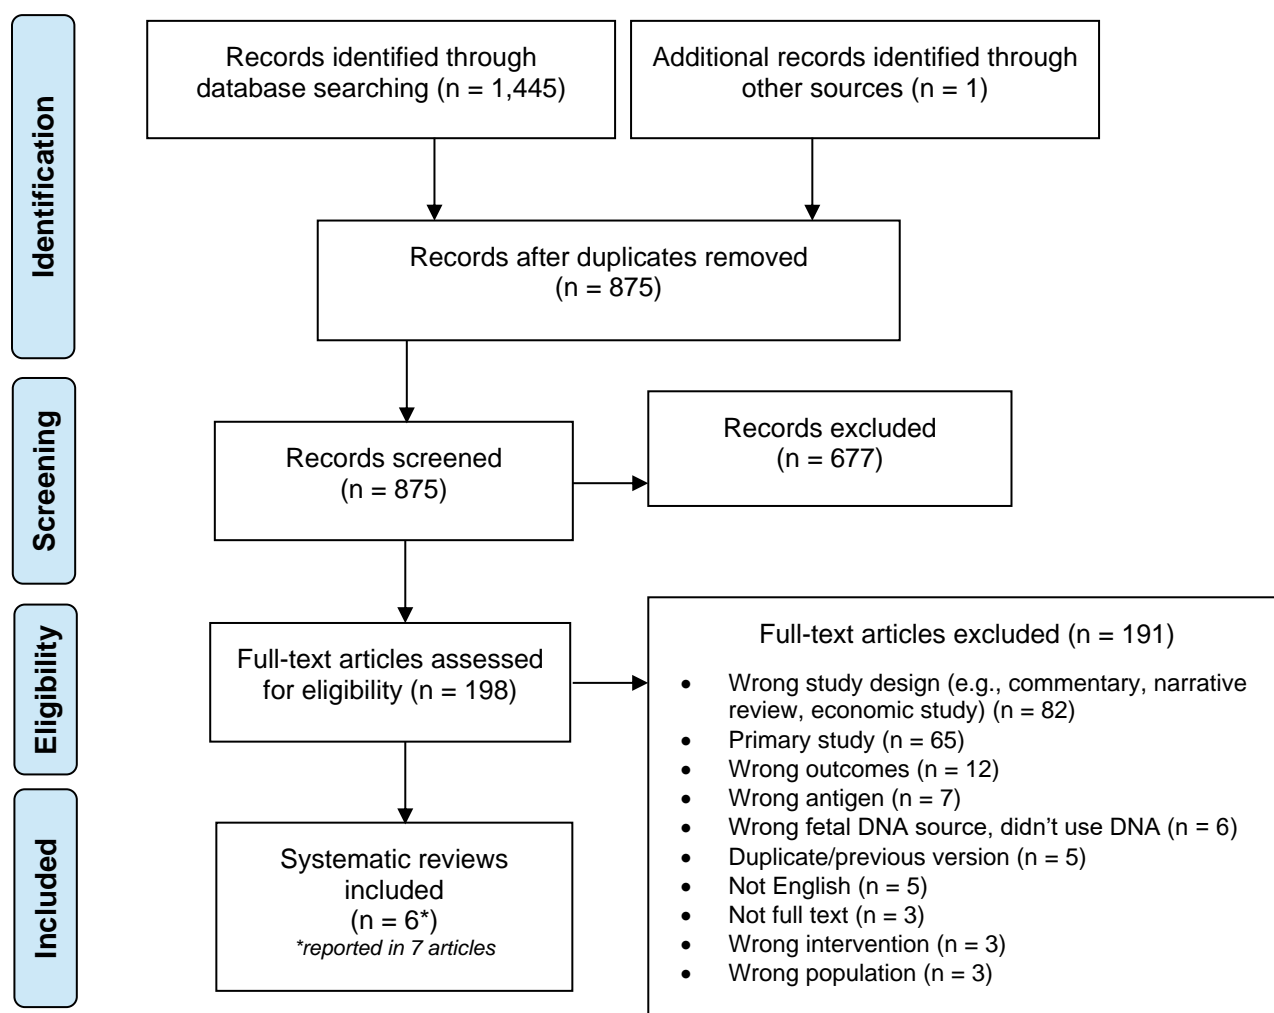 Identification
Records identified through
database searching (n = 1,445)
Additional records identified through
other sources (n = 1)
Records after duplicates removed
(n = 875)
Screening
Records screened
(n = 875)
Records excluded
(n = 677)
Eligibility
Full-text articles assessed
for eligibility (n = 198)
Full-text articles excluded (n = 191)
• Wrong study design (e.g., commentary, narrative
review, economic study) (n = 82)
• Primary study (n = 65)
• Wrong outcomes (n = 12)
• Wrong antigen (n = 7)
• Wrong fetal DNA source, didn’t use DNA (n = 6)
• Duplicate/previous version (n = 5)
• Not English (n = 5)
• Not full text (n = 3)
• Wrong intervention (n = 3)
• Wrong population (n = 3)
Included
Systematic reviews
included
(n = 6*)
*reported in 7 articles